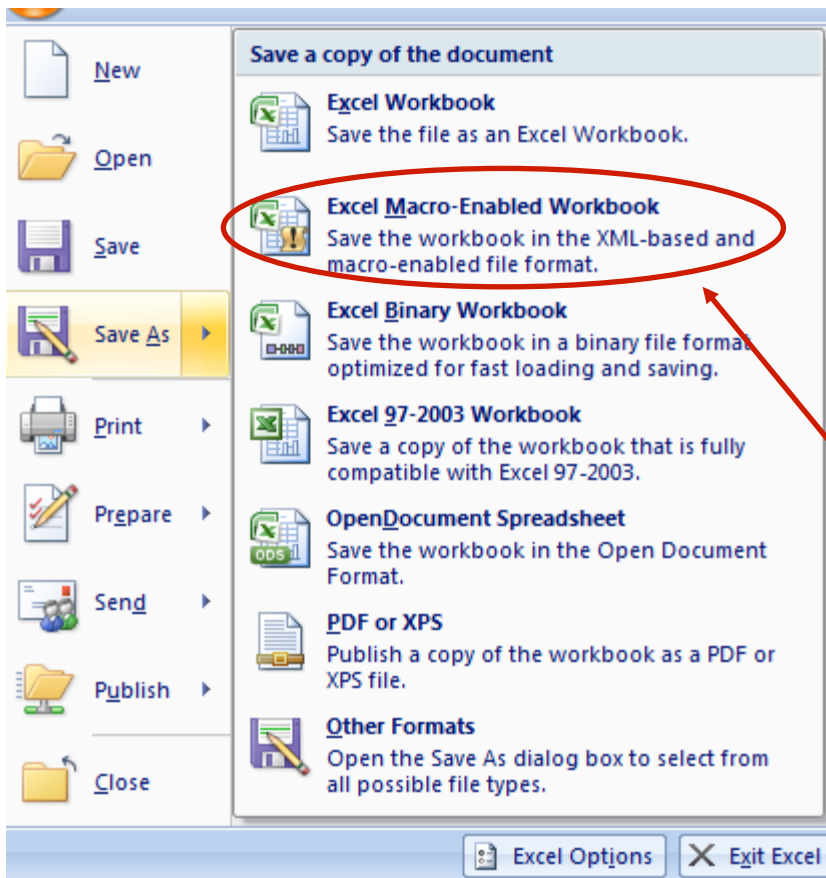 New
Open
Save
Save As
Print
Prepare
Send
Publish
Close
Save a copy of the document
Excel Workbook
Save the file as an Excel Workbook.
Excel Macro-Enabled Workbook
Save the workbook in the XML-based and
macro-enabled file format.
Excel Binary Workbook
Save the workbook in a binary file format
optimized for fast loading and saving.
Excel 97-2003 Workbook
Save a copy of the workbook that is fully
compatible with Excel 97-2003.
OpenDocument Spreadsheet
Save the workbook in the Open Document
Format.
ODS
PDF or XPS
Publish a copy of the workbook as a PDF or
XPS file.
Other Formats
Open the Save As dialog box to select from
all possible file types.
Excel Options
Exit Excel